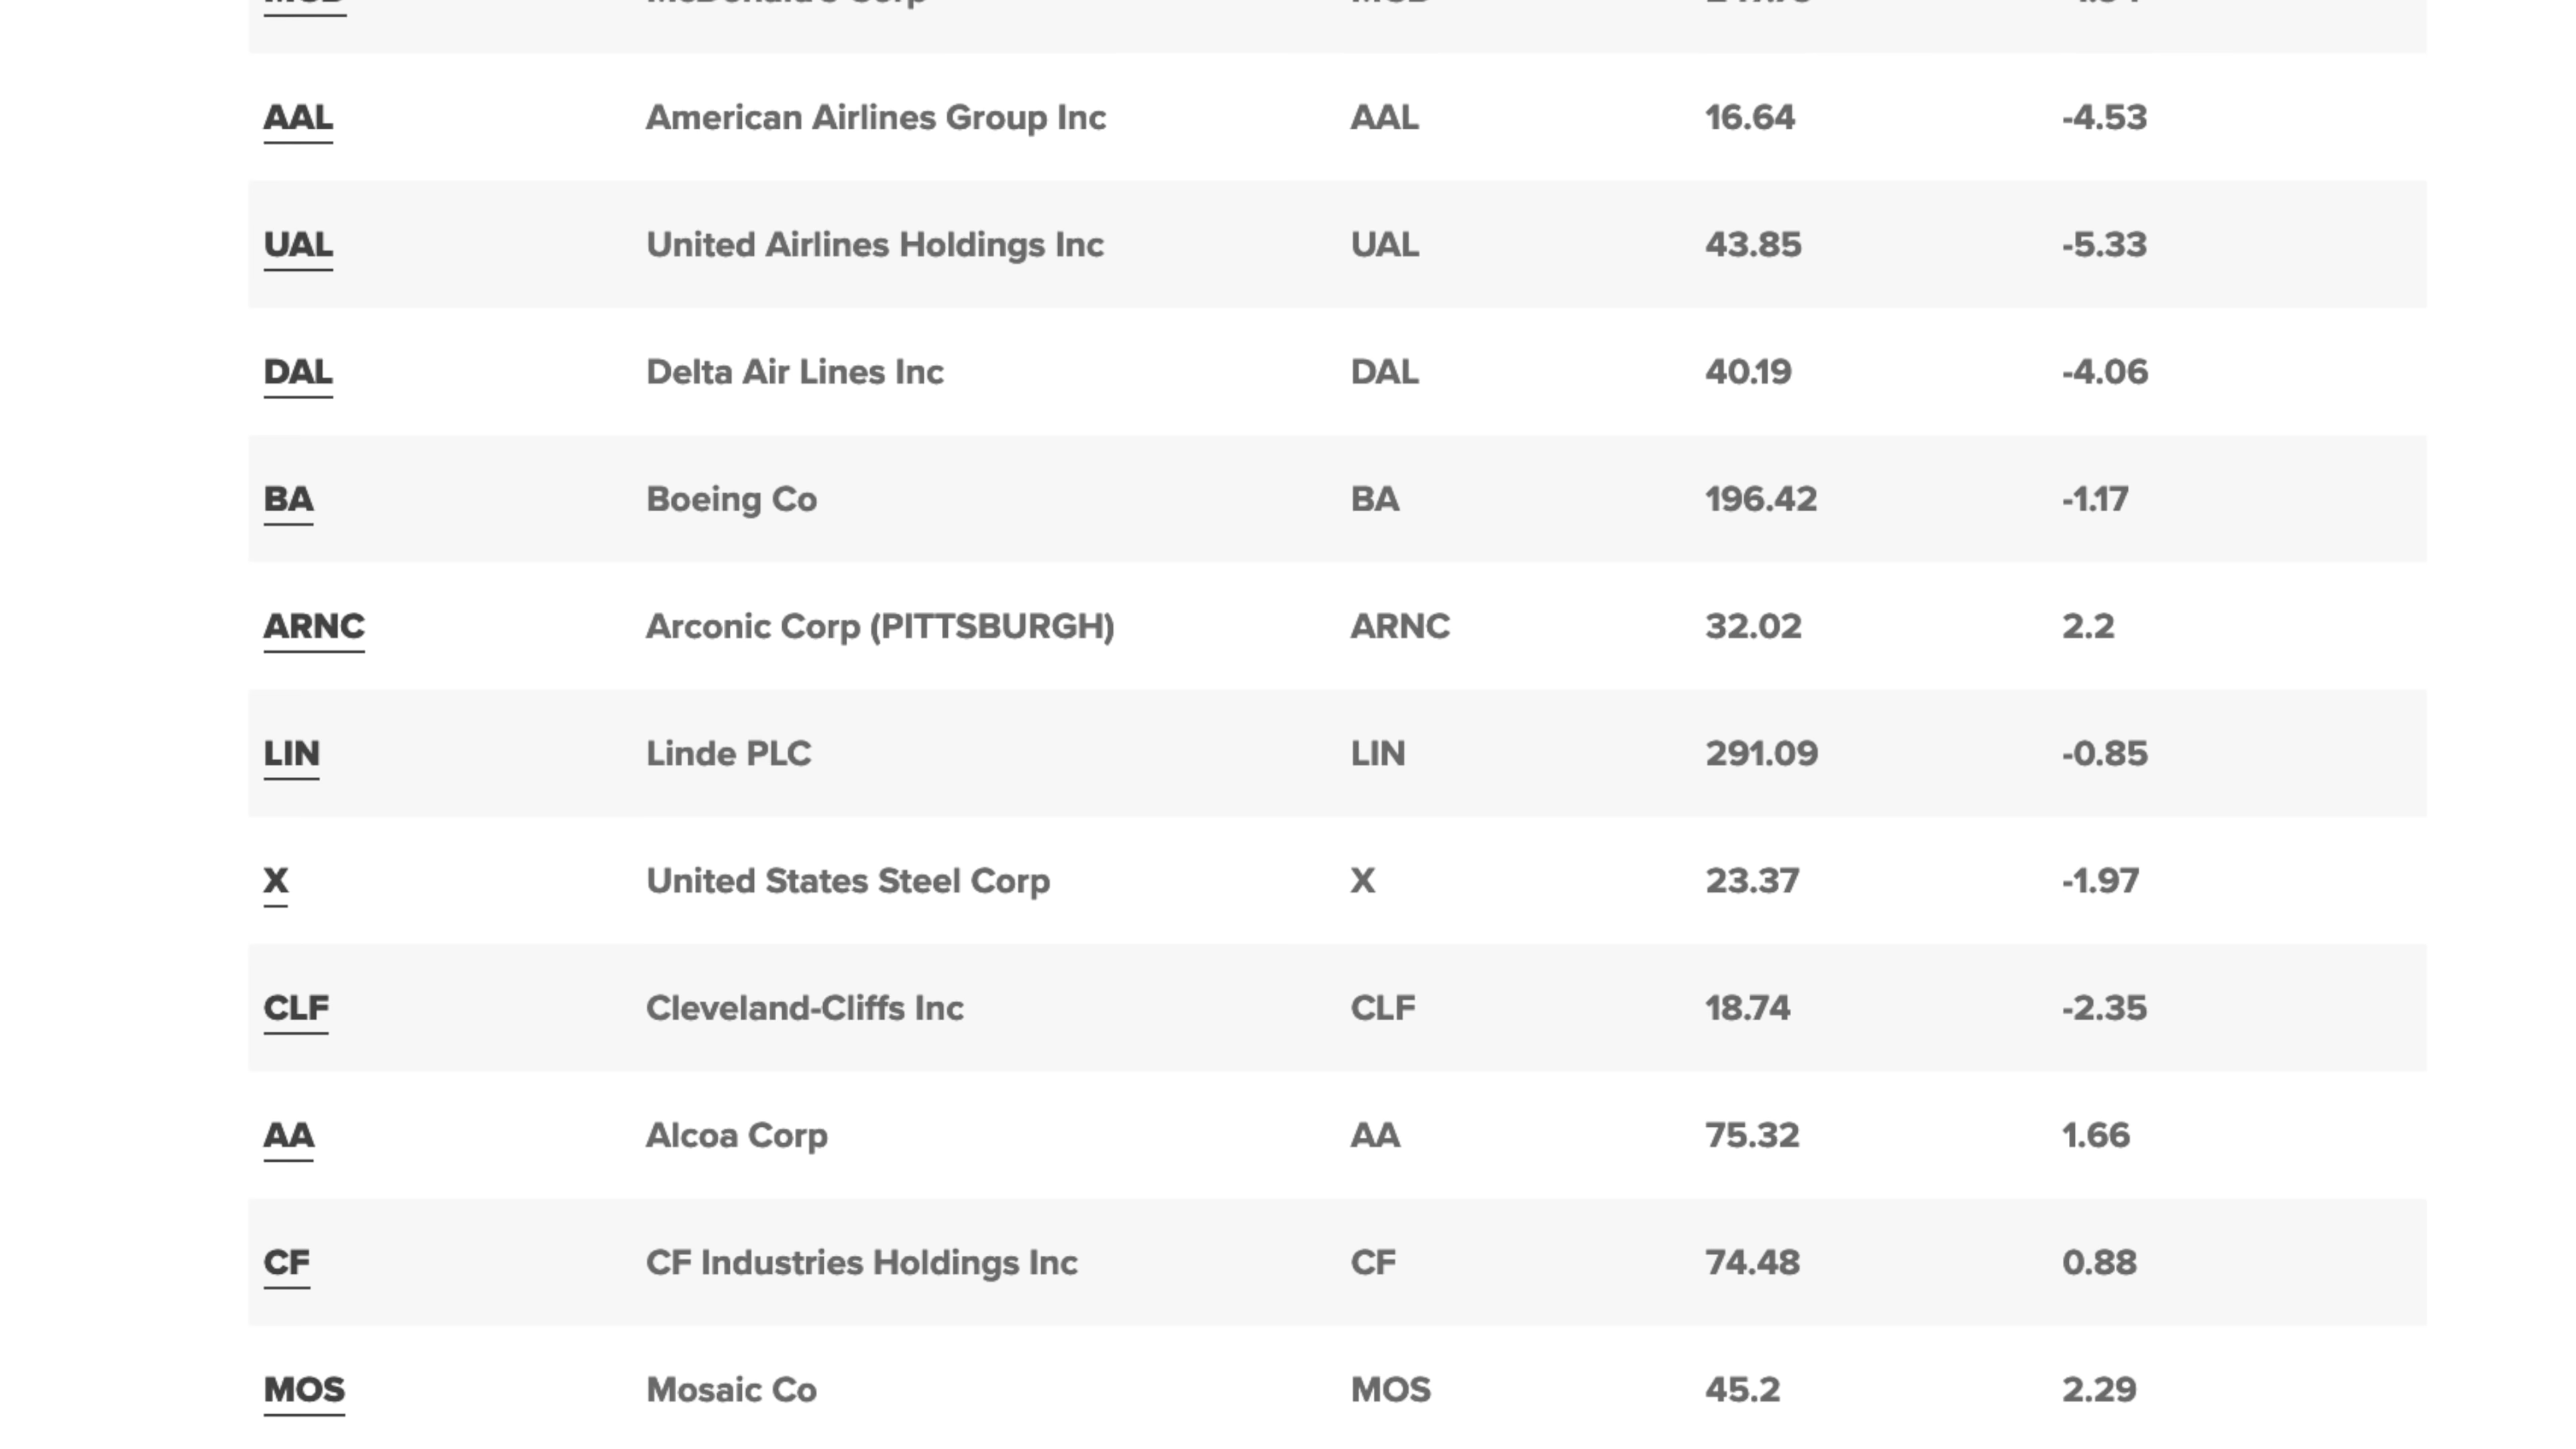 McDonald's Corp
AAL American Airlines Group Inc AAL 16.64 -4.53
UAL United Airlines Holdings Inc UAL 43.85 -5.33
DAL Delta Air Lines Inc DAL 40.19 -4.06
BA Boeing Co BA 196.42 -1.17
ARNC Arconic Corp (PITTSBURGH) ARNC 32.02 2.2
LIN Linde PLC LIN 291.09 -0.85
X United States Steel Corp X 23.37 -1.97
CLF Cleveland-Cliffs Inc CLF 18.74 -2.35
AA Alcoa Corp AA 75.32 1.66
CF CF Industries Holdings Inc CF 74.48 0.88
MOS Mosaic Co MOS 45.2 2.29